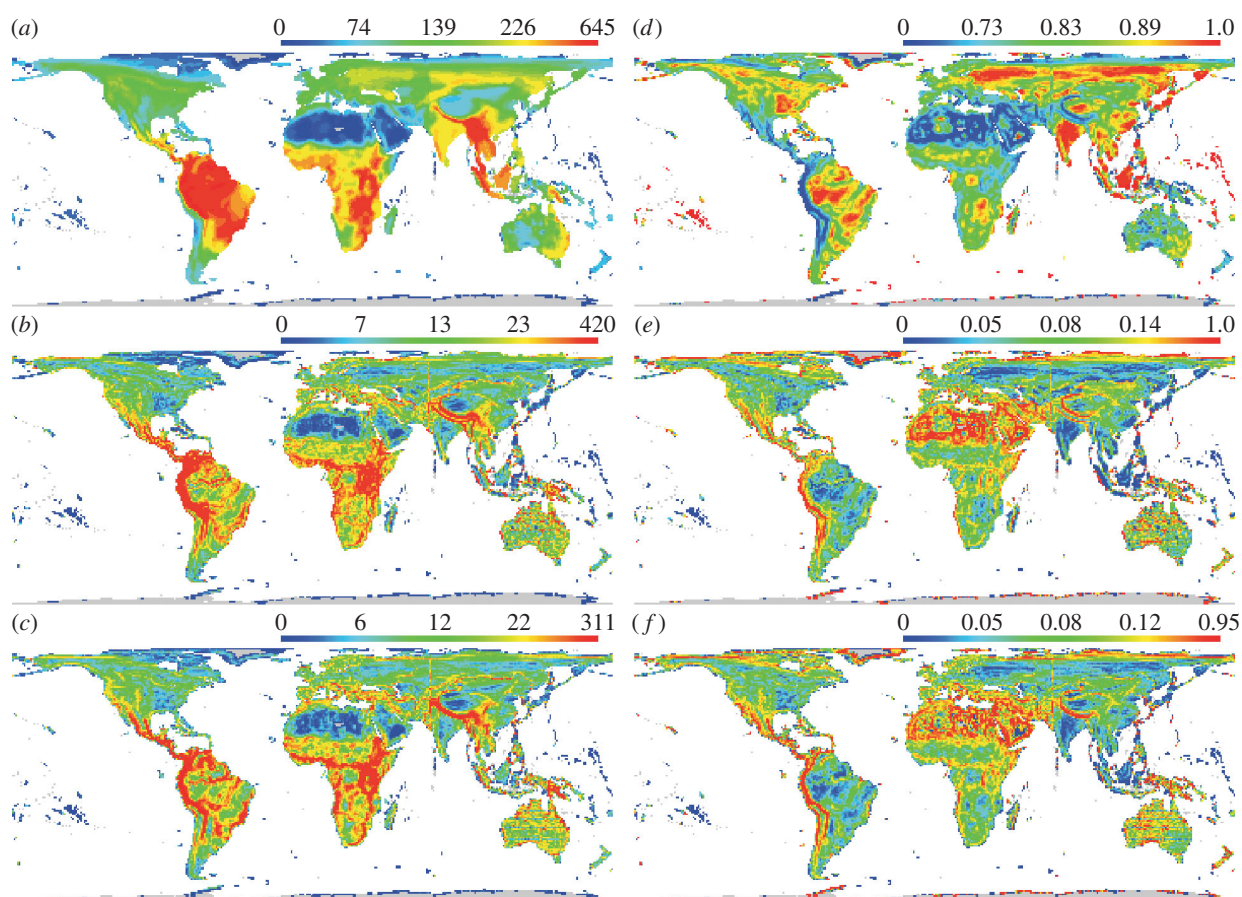 (a) 0 74 139 226 645
(d) 0 0.73 0.83 0.89 1.0
(b) 0 7 13 23 420
(e) 0 0.05 0.08 0.14 1.0
(c) 0 6 12 22 311
(f) 0 0.05 0.08 0.12 0.95